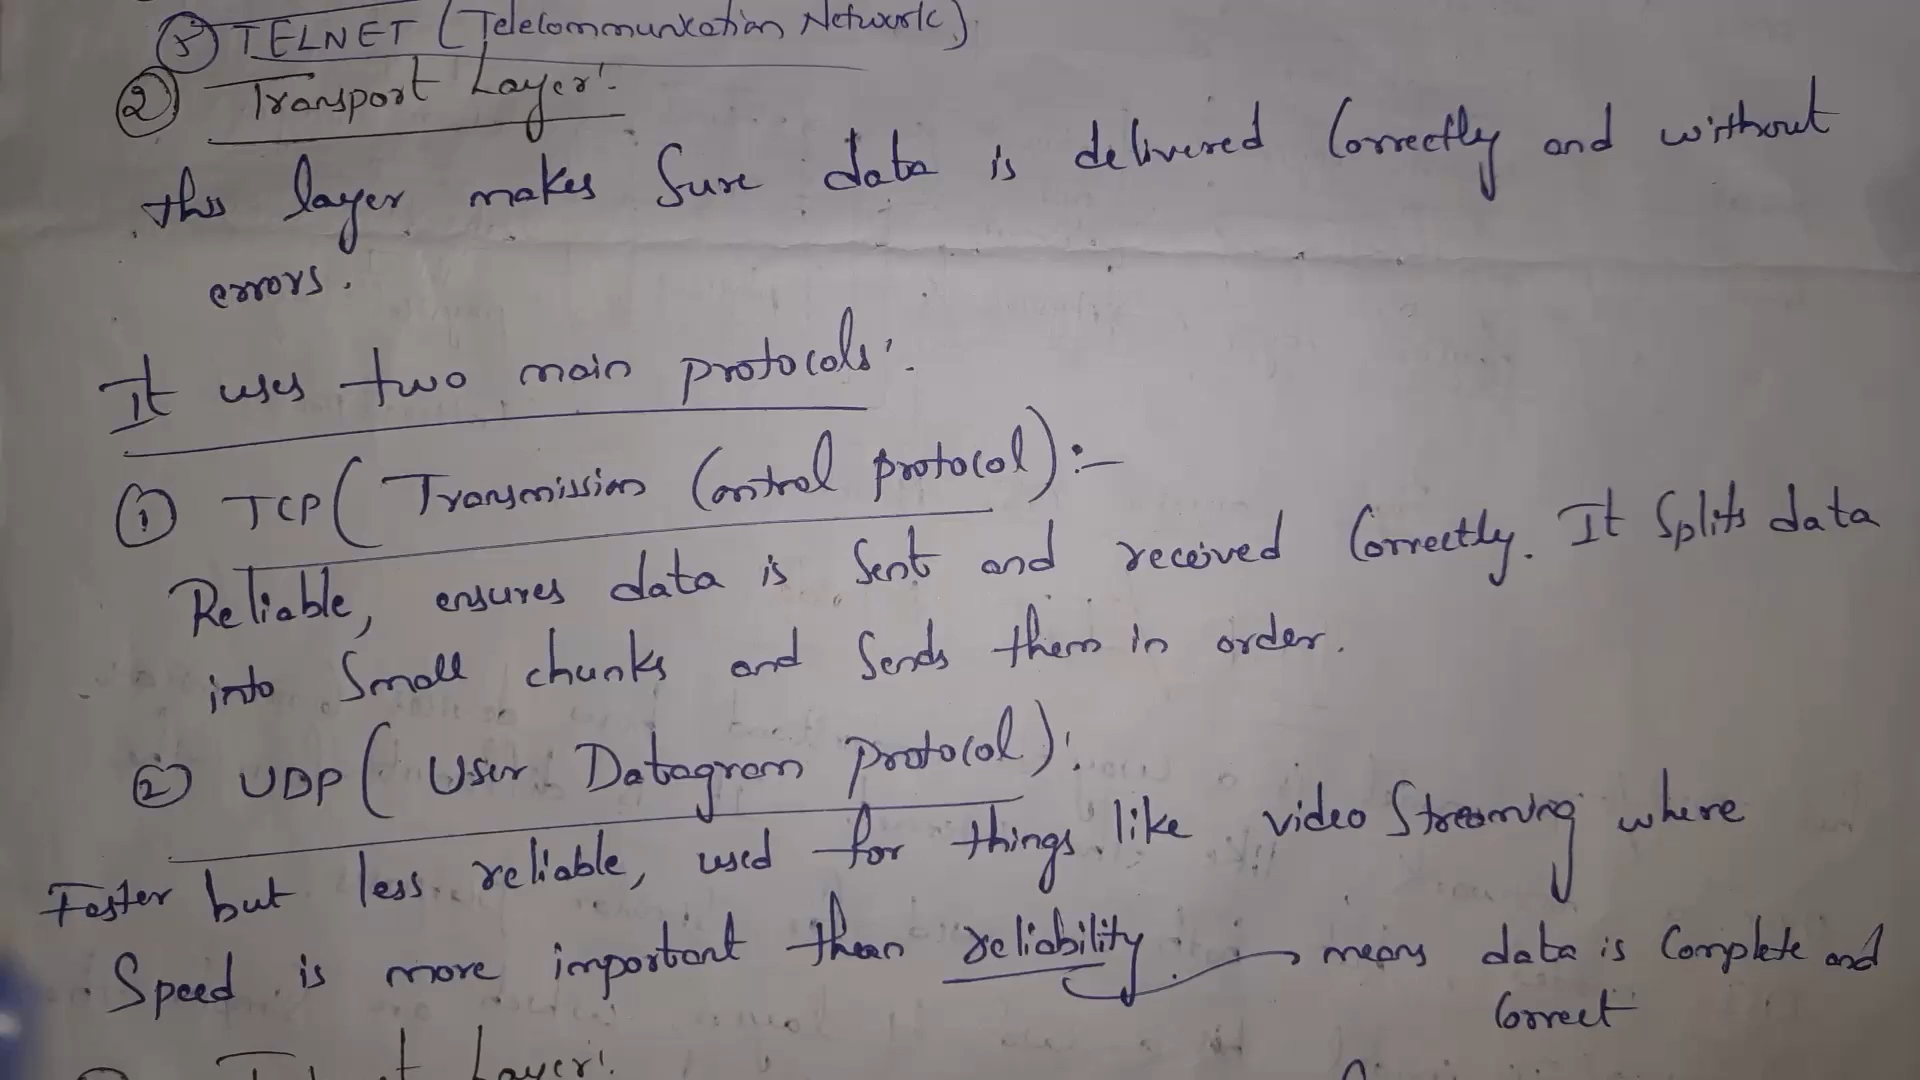 5 TELNET (Telecommunication Network)
2 Transport Layer:
this layer makes Sure data is delivered Correctly and without
errors.
It uses two main protocols:
1 TCP (Transmission Control protocol):-
Reliable, ensures data is Sent and received Correctly. It Splits data
into Small chunks and Sends them in order.
2 UDP (User Datagram Protocol):
Faster but less reliable, used for things like video Streaming where
Speed is more important than reliability → means data is Complete and
Correct
Layer: